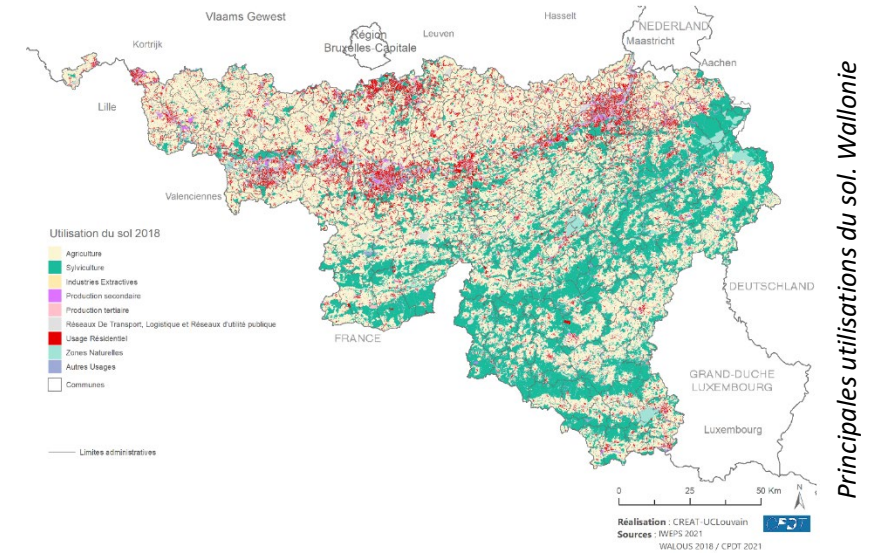 Vlaams Gewest
Hasselt
NEDERLAND
Kortrijk
Région
Bruxelles-Capitale
Leuven
Maastricht
Aachen
Lille
Valenciennes
Utilisation du sol 2018
Agriculture
Sylviculture
Industries Extractives
Production secondaire
Production tertiaire
Réseaux De Transport, Logistique et Réseaux d'utilité publique
Usage Résidentiel
Zones Naturelles
Autres Usages
Communes
Limites administratives
FRANCE
DEUTSCHLAND
GRAND-DUCHE
LUXEMBOURG
Luxembourg
0 25 50 Km
N
Réalisation : CREAT-UCLouvain
Sources : IWEPS 2021
WALOUS 2018 / CPDT 2021
CPDT
Principales utilisations du sol. Wallonie